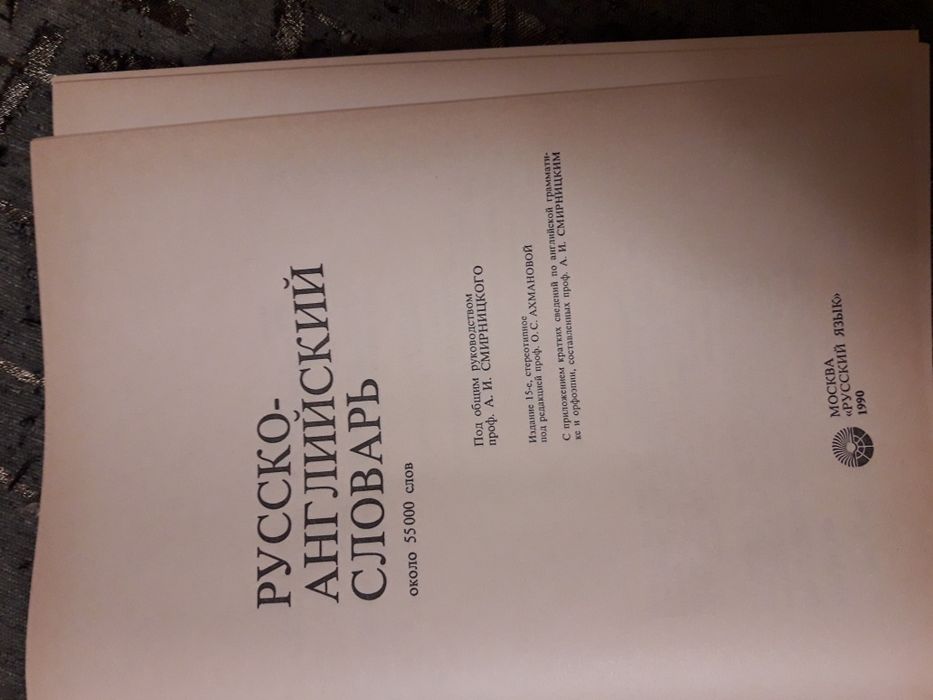 РУССКО-
АНГЛИЙСКИЙ
СЛОВАРЬ
около 55 000 слов
Под общим руководством
проф. А. И. СМИРНИЦКОГО
Издание 15-е, стереотипное
под редакцией проф. О. С. АХМАНОВОЙ
С приложением кратких сведений по английской граммати-
ке и орфоэпии, составленных проф. А. И. СМИРНИЦКИМ
МОСКВА
«РУССКИЙ ЯЗЫК»
1990